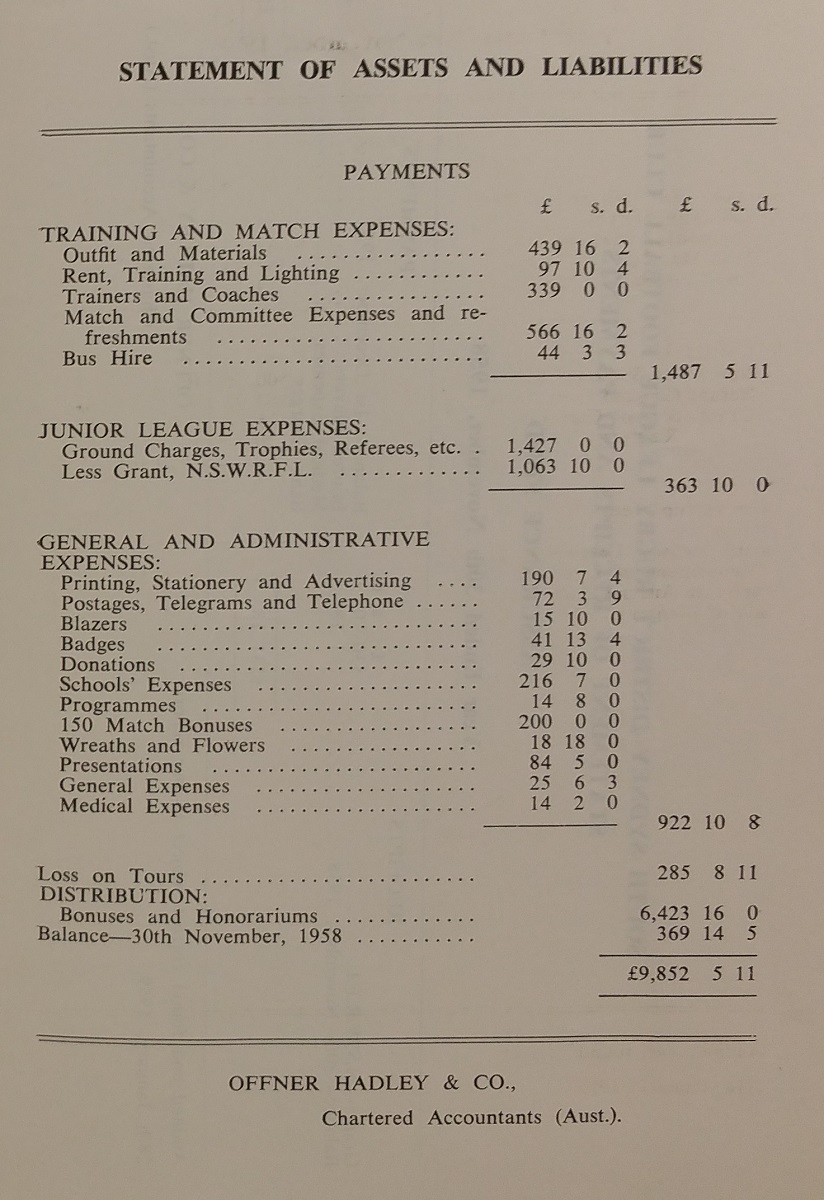 STATEMENT OF ASSETS AND LIABILITIES
PAYMENTS
£ s. d. £ s. d.
TRAINING AND MATCH EXPENSES:
Outfit and Materials ................. 439 16 2
Rent, Training and Lighting ............ 97 10 4
Trainers and Coaches ................ 339 0 0
Match and Committee Expenses and re-
freshments ........................ 566 16 2
Bus Hire ........................... 44 3 3
1,487 5 11
JUNIOR LEAGUE EXPENSES:
Ground Charges, Trophies, Referees, etc. . 1,427 0 0
Less Grant, N.S.W.R.F.L. ............. 1,063 10 0
363 10 0
GENERAL AND ADMINISTRATIVE
EXPENSES:
Printing, Stationery and Advertising .... 190 7 4
Postages, Telegrams and Telephone ...... 72 3 9
Blazers ............................. 15 10 0
Badges ............................. 41 13 4
Donations ........................... 29 10 0
Schools' Expenses .................... 216 7 0
Programmes ......................... 14 8 0
150 Match Bonuses .................. 200 0 0
Wreaths and Flowers ................. 18 18 0
Presentations ........................ 84 5 0
General Expenses .................... 25 6 3
Medical Expenses .................... 14 2 0
922 10 8
Loss on Tours ......................... 285 8 11
DISTRIBUTION:
Bonuses and Honorariums ............. 6,423 16 0
Balance—30th November, 1958 ........... 369 14 5
£9,852 5 11
OFFNER HADLEY & CO.,
Chartered Accountants (Aust.).